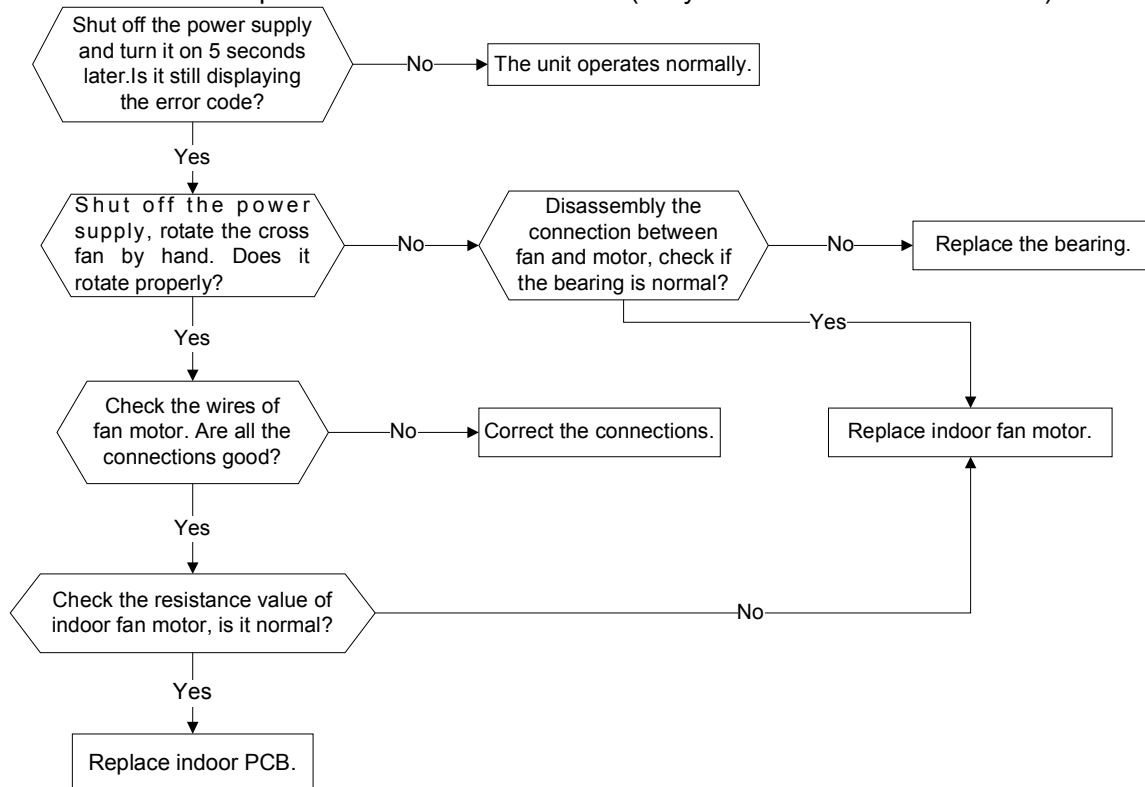 Shut off the power supply
and turn it on 5 seconds
later.Is it still displaying
the error code?
No
The unit operates normally.
Yes
Shut off the power
supply, rotate the cross
fan by hand. Does it
rotate properly?
No
Disassembly the
connection between
fan and motor, check if
the bearing is normal?
No
Replace the bearing.
Yes
Yes
Check the wires of
fan motor. Are all the
connections good?
No
Correct the connections.
Replace indoor fan motor.
Yes
Check the resistance value of
indoor fan motor, is it normal?
No
Yes
Replace indoor PCB.